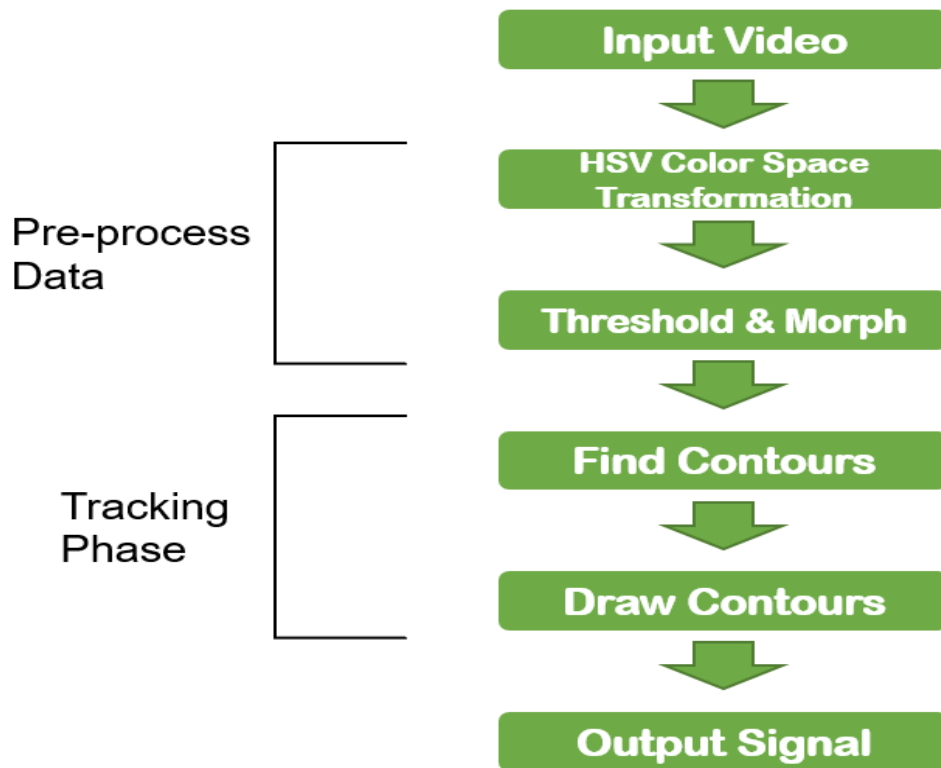 Input Video
HSV Color Space
Transformation
Pre-process
Data
Threshold & Morph
Find Contours
Tracking
Phase
Draw Contours
Output Signal